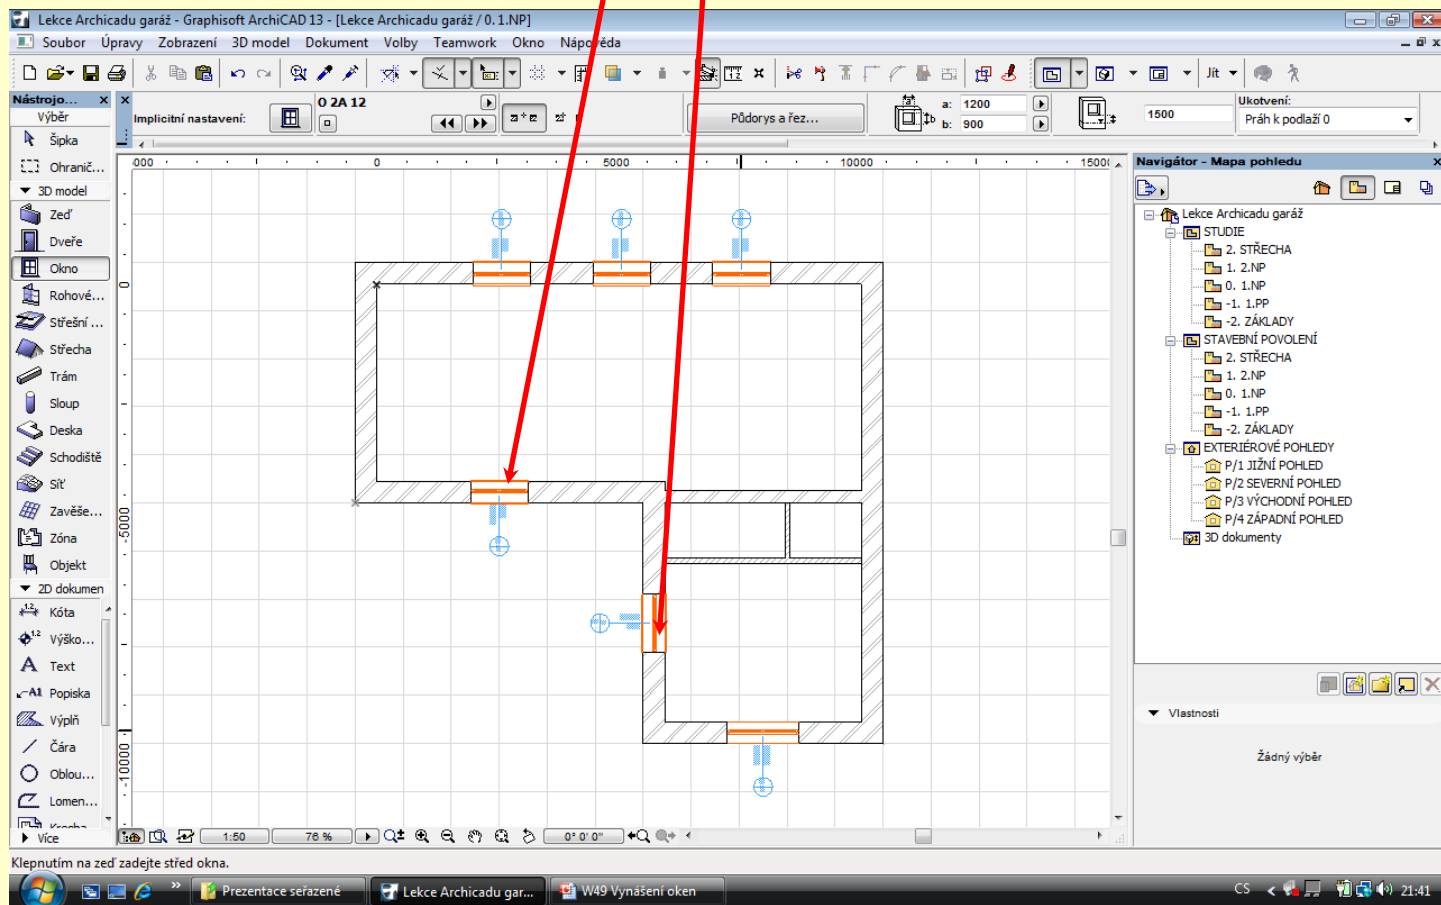 Lekce Archicadu garáž - Graphisoft ArchiCAD 13 - [Lekce Archicadu garáž / 0. 1.NP]
Soubor Úpravy Zobrazení 3D model Dokument Volby Teamwork Okno Nápověda
Jít
Nástrojo...
Výběr
Šipka
Ohranič...
3D model
Zeď
Dveře
Okno
Rohové...
Střešní ...
Střecha
Trám
Sloup
Deska
Schodiště
Síť
Zavěše...
Zóna
Objekt
2D dokumen
Kóta
Výško...
Text
Popiska
Výplň
Čára
Oblou...
Lomen...
Více
Implicitní nastavení:
O 2A 12
Půdorys a řez...
a: 1200
b: 900
1500
Ukotvení:
Práh k podlaží 0
0 5000 10000
0
-5000
-10000
1:50 76 % 0° 0' 0"
Navigátor - Mapa pohledu
Lekce Archicadu garáž
STUDIE
2. STŘECHA
1. 2.NP
0. 1.NP
-1. 1.PP
-2. ZÁKLADY
STAVEBNÍ POVOLENÍ
2. STŘECHA
1. 2.NP
0. 1.NP
-1. 1.PP
-2. ZÁKLADY
EXTERIÉROVÉ POHLEDY
P/1 JIŽNÍ POHLED
P/2 SEVERNÍ POHLED
P/3 VÝCHODNÍ POHLED
P/4 ZÁPADNÍ POHLED
3D dokumenty
Vlastnosti
Žádný výběr
Klepnutím na zeď zadejte střed okna.
Prezentace seřazené
Lekce Archicadu gar...
W49 Vynášení oken
CS
21:41